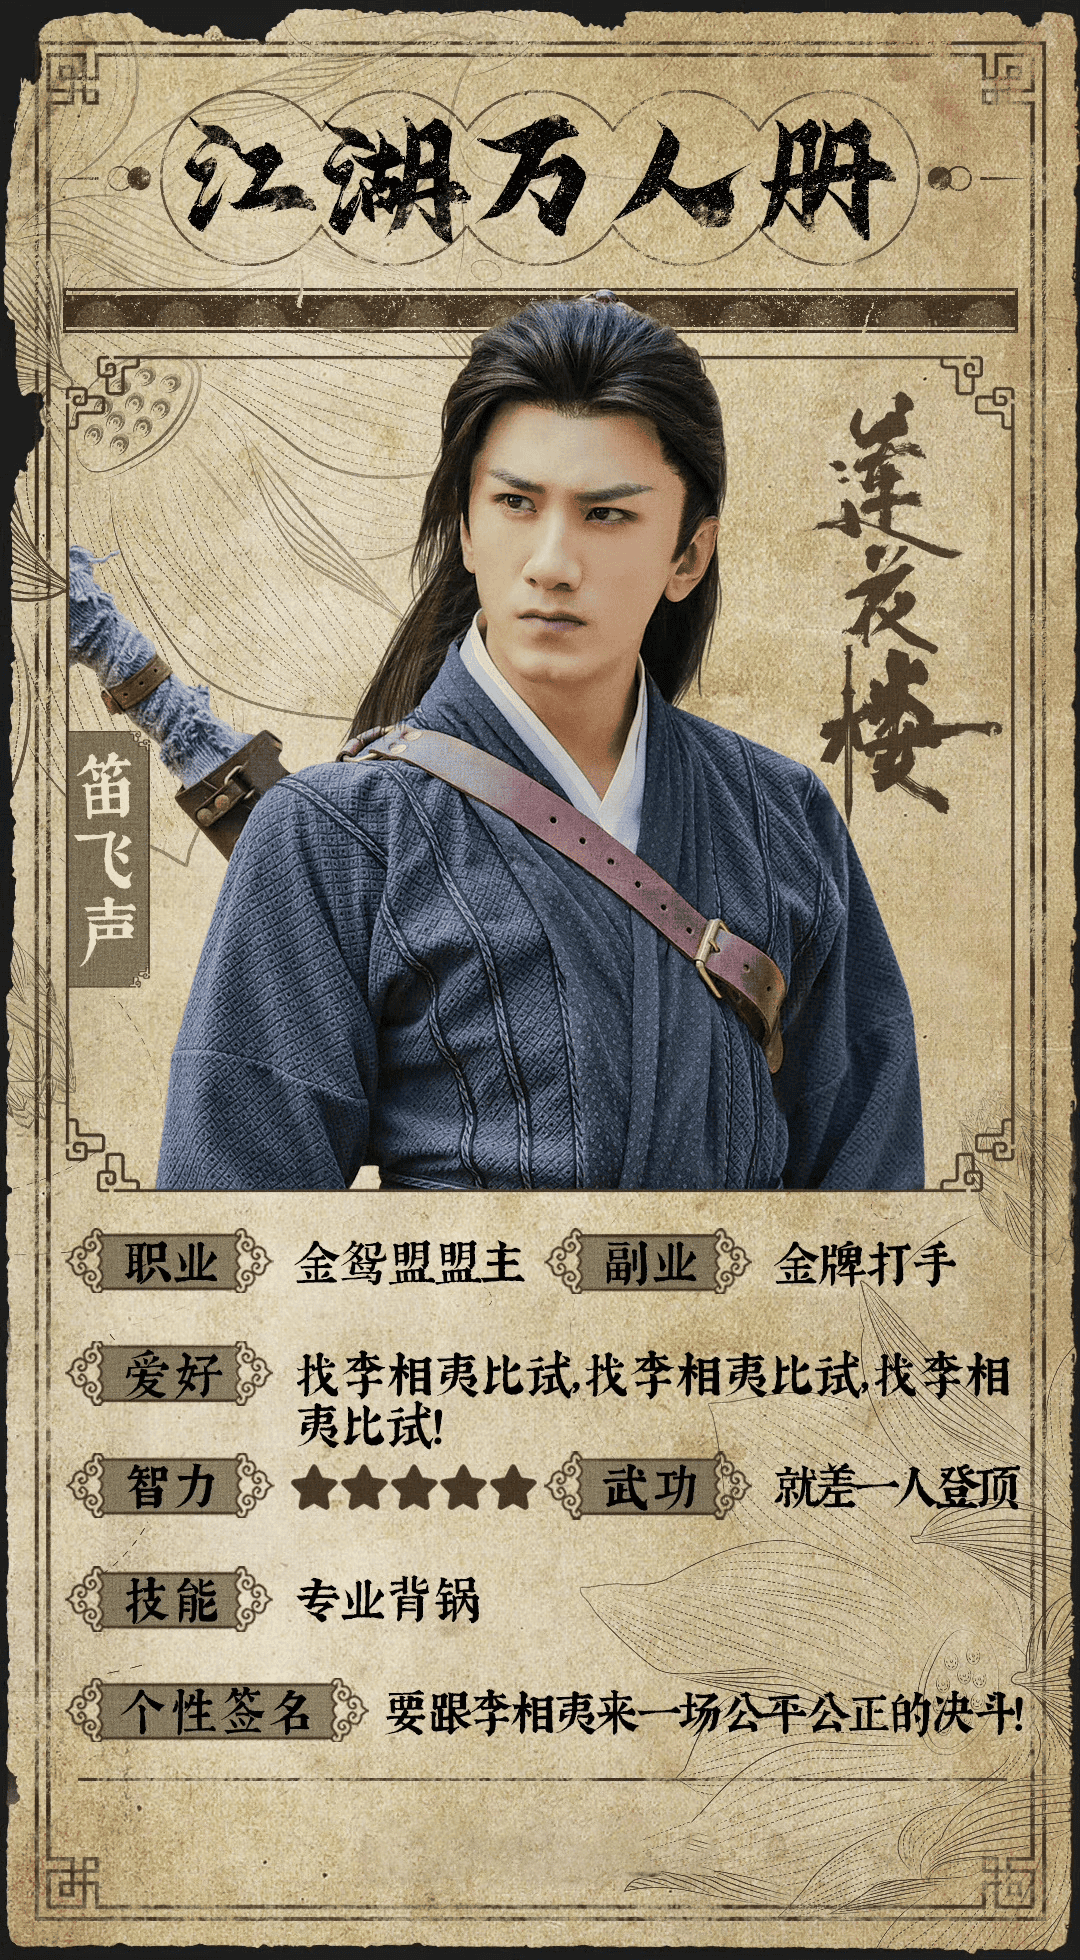 江湖万人册
莲花楼
笛飞声
职业 金鸳盟盟主 副业 金牌打手
爱好 找李相夷比试,找李相夷比试,找李相
夷比试!
智力 ★★★★★ 武功 就差一人登顶
技能 专业背锅
个性签名 要跟李相夷来一场公平公正的决斗!